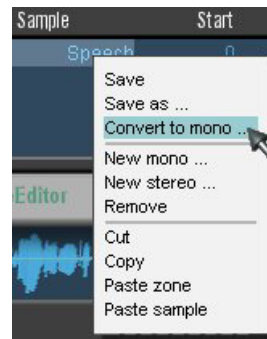 Sample Start
Speech 0
Save
Save as ...
Convert to mono ...
New mono ...
New stereo ...
Remove
Editor
Cut
Copy
Paste zone
Paste sample